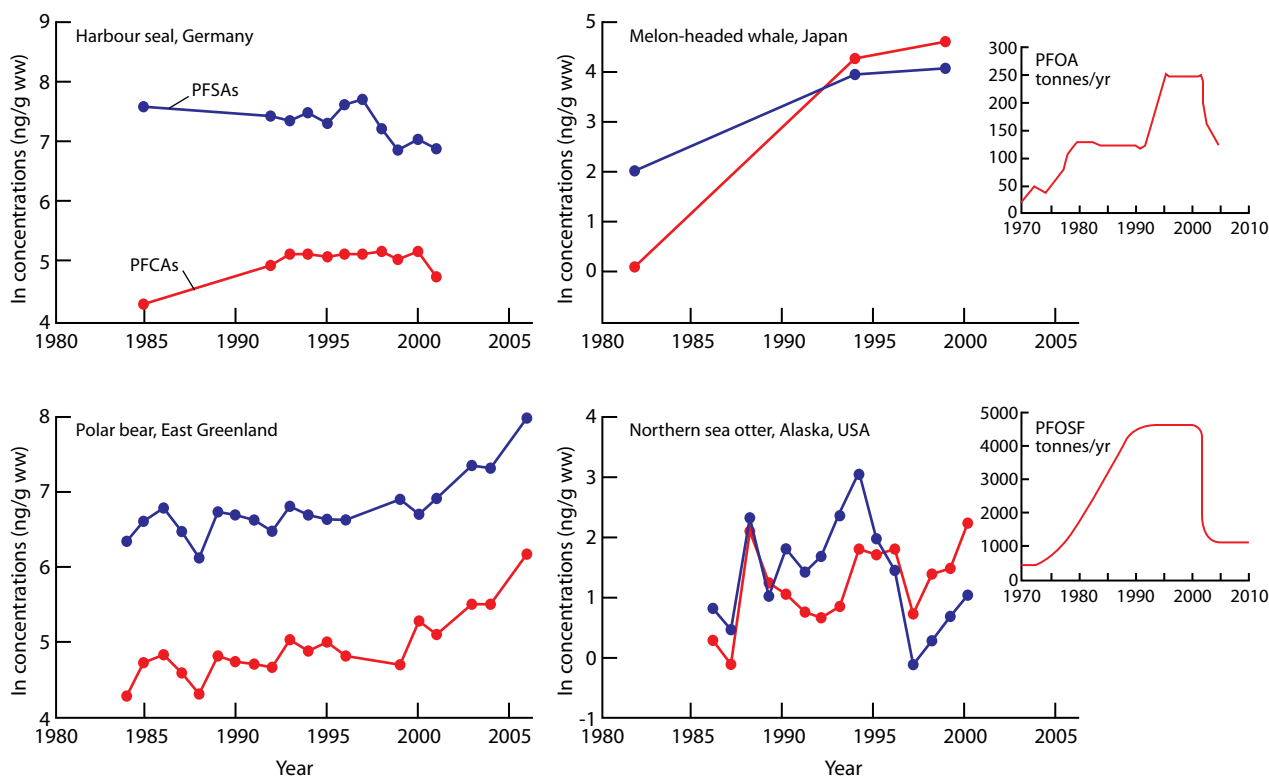 Harbour seal, Germany
ln concentrations (ng/g ww)
9
8
7
6
5
4
PFSAs
PFCAs
1980 1985 1990 1995 2000 2005
Melon-headed whale, Japan
ln concentrations (ng/g ww)
5
4
3
2
1
0
1980 1985 1990 1995 2000 2005
PFOA
tonnes/yr
300
250
200
150
100
50
0
1970 1980 1990 2000 2010
Polar bear, East Greenland
ln concentrations (ng/g ww)
8
7
6
5
4
1980 1985 1990 1995 2000 2005
Year
Northern sea otter, Alaska, USA
ln concentrations (ng/g ww)
4
3
2
1
0
-1
1980 1985 1990 1995 2000 2005
Year
PFOSF
tonnes/yr
5000
4000
3000
2000
1000
0
1970 1980 1990 2000 2010